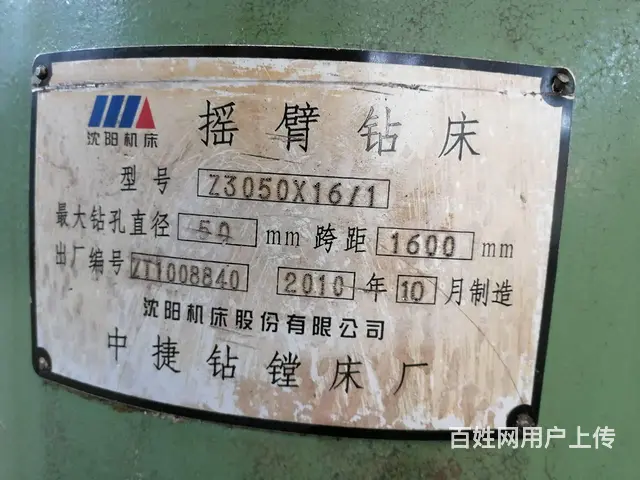 沈阳机床
摇臂钻床
型号 Z3050X16/1
最大钻孔直径 50 mm 跨距 1600 mm
出厂编号 ZT1008840 2010 年 10 月制造
沈阳机床股份有限公司
中捷钻镗床厂
百姓网用户上传